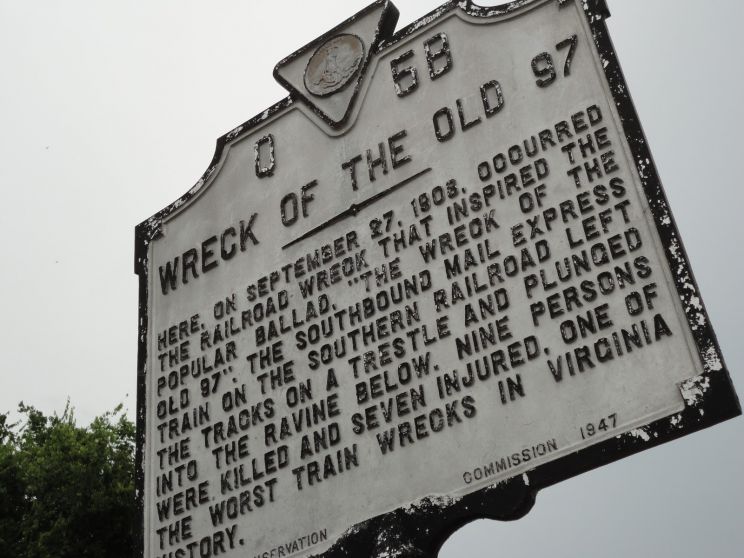 Q 6B
WRECK OF THE OLD 97
HERE, ON SEPTEMBER 27, 1903, OCCURRED
THE RAILROAD WRECK THAT INSPIRED THE
POPULAR BALLAD, "THE WRECK OF THE
OLD 97". THE SOUTHBOUND MAIL EXPRESS
TRAIN ON THE SOUTHERN RAILROAD LEFT
THE TRACKS ON A TRESTLE AND PLUNGED
INTO THE RAVINE BELOW. NINE PERSONS
WERE KILLED AND SEVEN INJURED, ONE OF
THE WORST TRAIN WRECKS IN VIRGINIA
HISTORY.
COMMISSION 1947